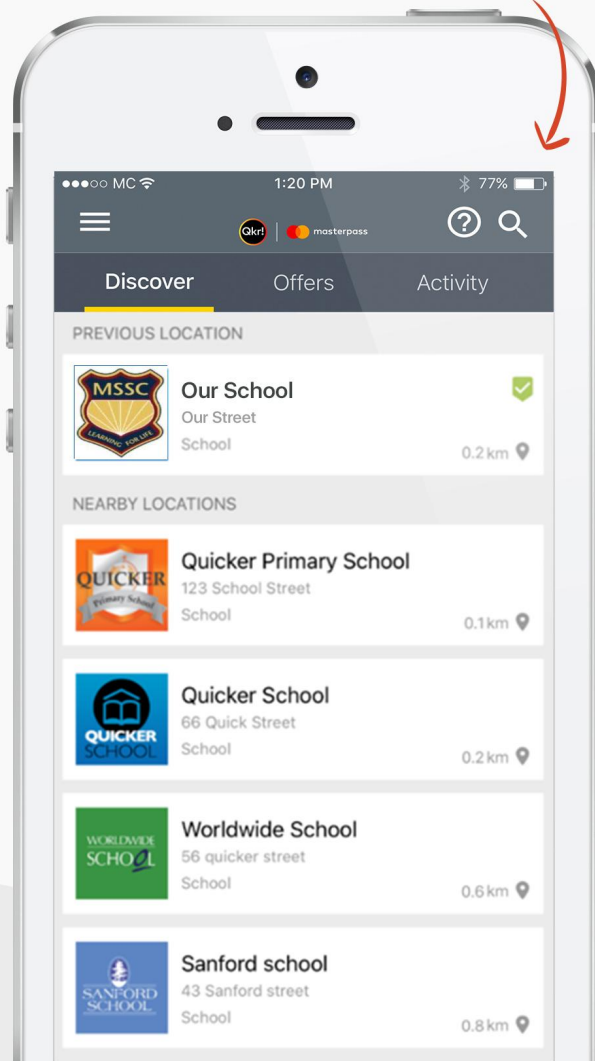 MC
1:20 PM
77%
Qkr!
masterpass
Discover
Offers
Activity
PREVIOUS LOCATION
MSSC
LEARNING FOR LIFE
Our School
Our Street
School
0.2 km
NEARBY LOCATIONS
QUICKER
Primary School
Quicker Primary School
123 School Street
School
0.1 km
QUICKER
SCHOOL
Quicker School
66 Quick Street
School
0.2 km
WORLDWIDE
SCHOOL
Worldwide School
56 quicker street
School
0.6 km
SANFORD
SCHOOL
Sanford school
43 Sanford street
School
0.8 km